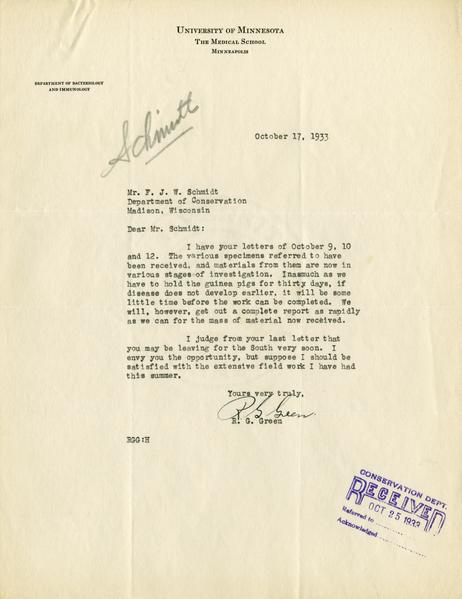 UNIVERSITY OF MINNESOTA
THE MEDICAL SCHOOL
MINNEAPOLIS
DEPARTMENT OF BACTERIOLOGY
AND IMMUNOLOGY
Schmidt
October 17, 1933
Mr. F. J. W. Schmidt
Department of Conservation
Madison, Wisconsin
Dear Mr. Schmidt:
I have your letters of October 9, 10
and 12. The various specimens referred to have
been received, and materials from them are now in
various stages of investigation. Inasmuch as we
have to hold the guinea pigs for thirty days, if
disease does not develop earlier, it will be some
little time before the work can be completed. We
will, however, get out a complete report as rapidly
as we can for the mass of material now received.
I judge from your last letter that
you may be leaving for the South very soon. I
envy you the opportunity, but suppose I should be
satisfied with the extensive field work I have had
this summer.
Yours very truly,
R G Green.
R. G. Green
RGG:H
CONSERVATION DEPT.
RECEIVED
OCT 25 1933
Referred to
Acknowledged